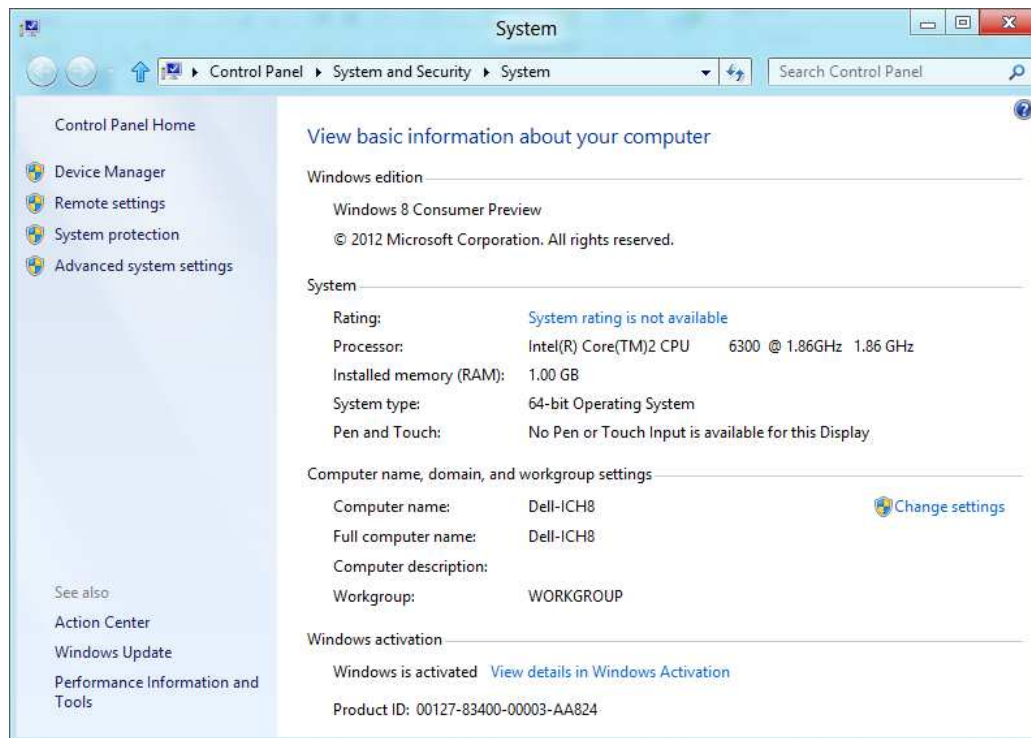 System
Control Panel ▸ System and Security ▸ System
Search Control Panel
Control Panel Home
Device Manager
Remote settings
System protection
Advanced system settings
See also
Action Center
Windows Update
Performance Information and
Tools
View basic information about your computer
Windows edition
Windows 8 Consumer Preview
© 2012 Microsoft Corporation. All rights reserved.
System
Rating: System rating is not available
Processor: Intel(R) Core(TM)2 CPU 6300 @ 1.86GHz 1.86 GHz
Installed memory (RAM): 1.00 GB
System type: 64-bit Operating System
Pen and Touch: No Pen or Touch Input is available for this Display
Computer name, domain, and workgroup settings
Computer name: Dell-ICH8 Change settings
Full computer name: Dell-ICH8
Computer description:
Workgroup: WORKGROUP
Windows activation
Windows is activated View details in Windows Activation
Product ID: 00127-83400-00003-AA824